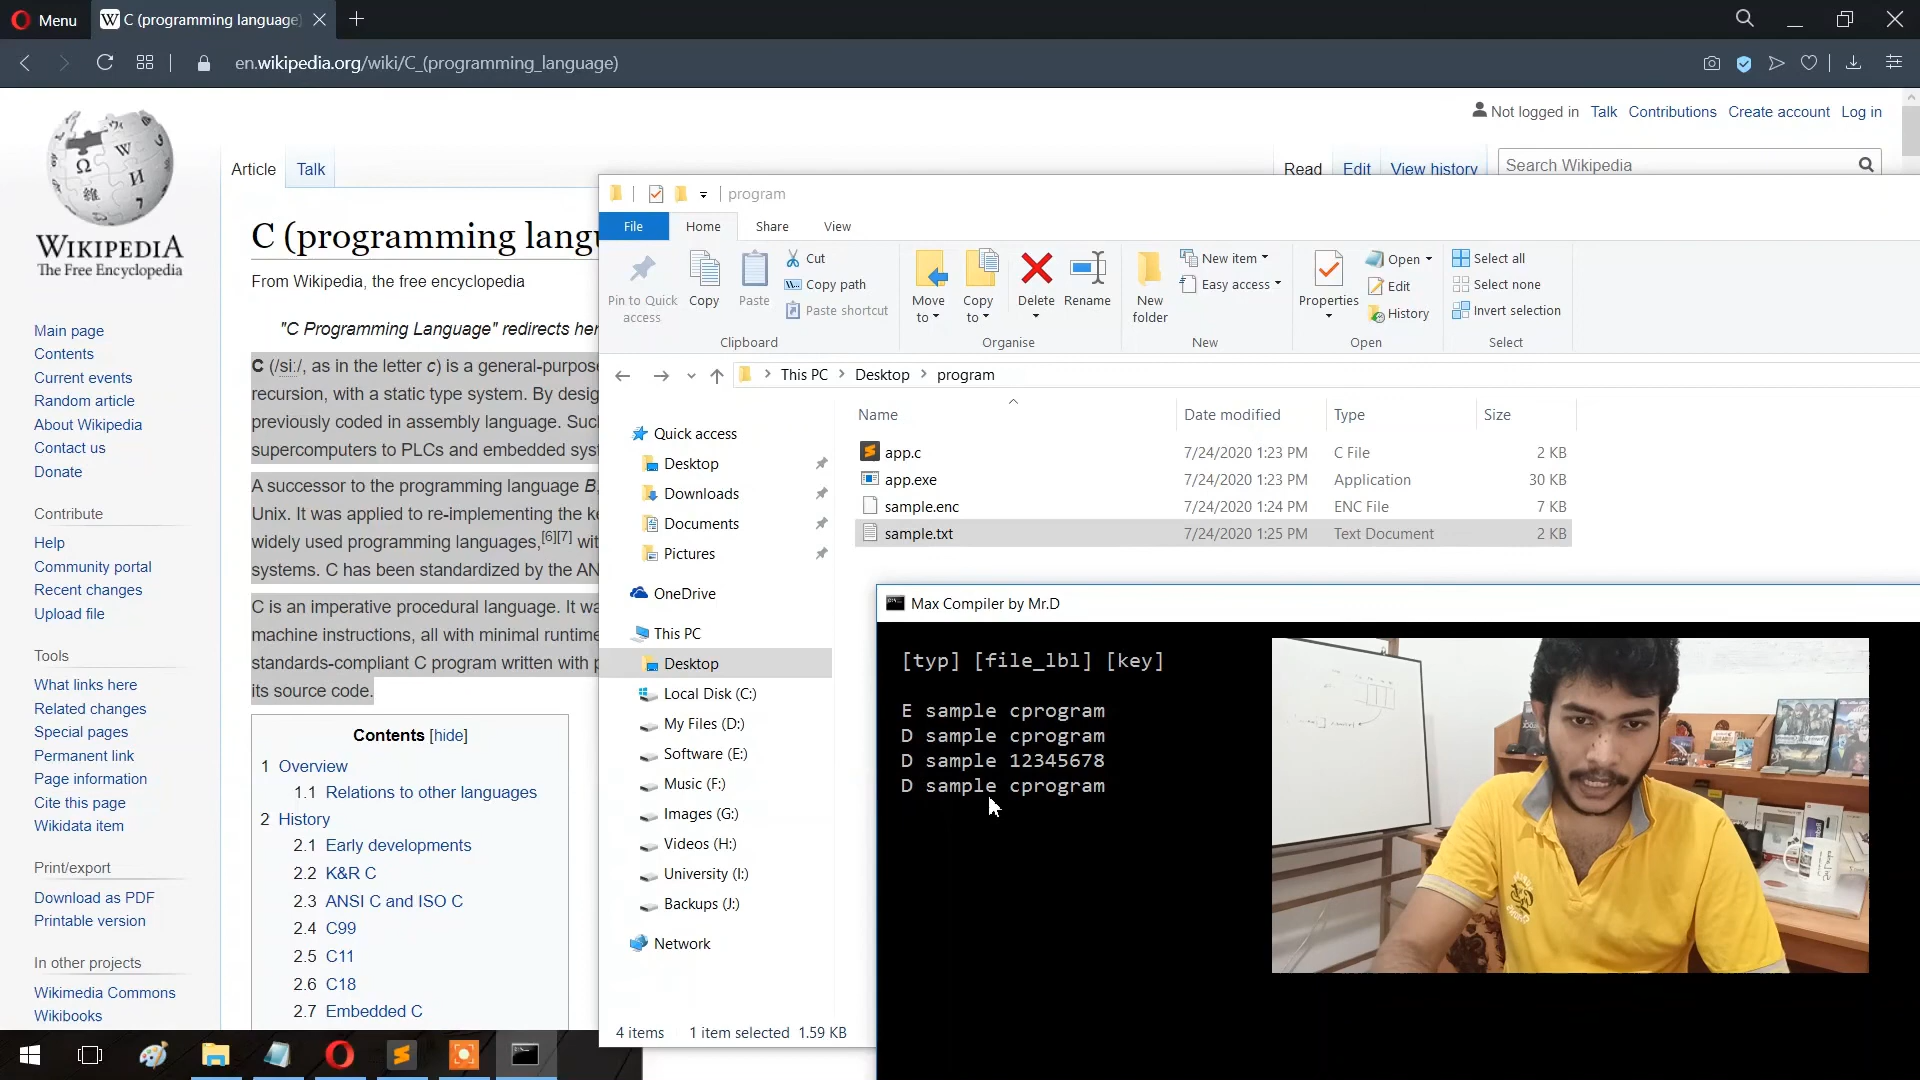 Menu
C (programming language)
en.wikipedia.org/wiki/C_(programming_language)
Not logged in Talk Contributions Create account Log in
Article Talk
Read Edit View history
Search Wikipedia
WIKIPEDIA
The Free Encyclopedia
Main page
Contents
Current events
Random article
About Wikipedia
Contact us
Donate
Contribute
Help
Community portal
Recent changes
Upload file
Tools
What links here
Related changes
Special pages
Permanent link
Page information
Cite this page
Wikidata item
Print/export
Download as PDF
Printable version
In other projects
Wikimedia Commons
Wikibooks
C (programming langu
From Wikipedia, the free encyclopedia
"C Programming Language" redirects her
C (/siː/, as in the letter c) is a general-purpose
recursion, with a static type system. By desig
previously coded in assembly language. Suc
supercomputers to PLCs and embedded syst
A successor to the programming language B,
Unix. It was applied to re-implementing the ke
widely used programming languages,[6][7] wit
systems. C has been standardized by the AN
C is an imperative procedural language. It wa
machine instructions, all with minimal runtime
standards-compliant C program written with p
its source code.
Contents [hide]
1 Overview
1.1 Relations to other languages
2 History
2.1 Early developments
2.2 K&R C
2.3 ANSI C and ISO C
2.4 C99
2.5 C11
2.6 C18
2.7 Embedded C
program
File Home Share View
Pin to Quick access
Copy
Paste
Cut
Copy path
Paste shortcut
Clipboard
Move to
Copy to
Delete
Rename
Organise
New folder
New item
Easy access
New
Properties
Open
Edit
History
Open
Select all
Select none
Invert selection
Select
This PC Desktop program
Quick access
Desktop
Downloads
Documents
Pictures
OneDrive
This PC
Desktop
Local Disk (C:)
My Files (D:)
Software (E:)
Music (F:)
Images (G:)
Videos (H:)
University (I:)
Backups (J:)
Network
Name Date modified Type Size
app.c 7/24/2020 1:23 PM C File 2 KB
app.exe 7/24/2020 1:23 PM Application 30 KB
sample.enc 7/24/2020 1:24 PM ENC File 7 KB
sample.txt 7/24/2020 1:25 PM Text Document 2 KB
4 items 1 item selected 1.59 KB
Max Compiler by Mr.D
[typ] [file_lbl] [key]
E sample cprogram
D sample cprogram
D sample 12345678
D sample cprogram